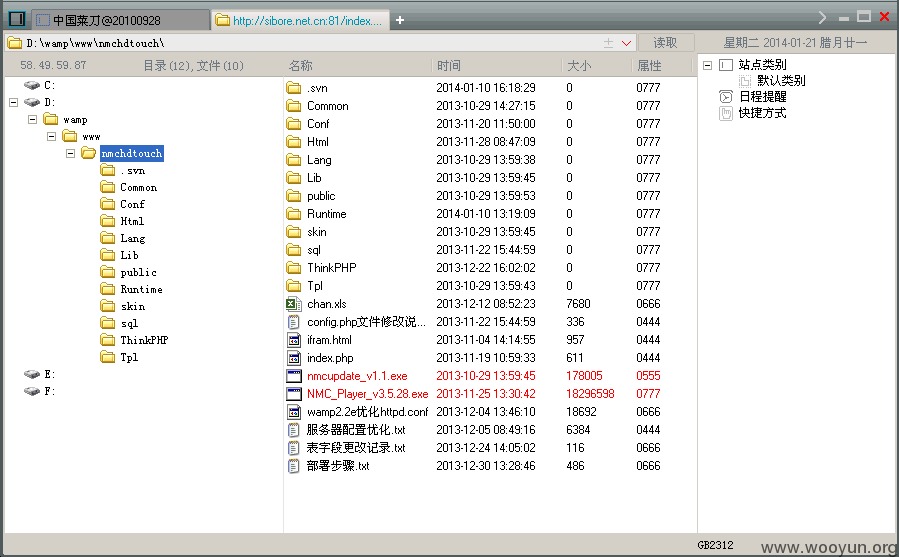 中国菜刀@20100928 http://sibore.net.cn:81/index....
D:\wamp\www\nmchdtouch\ 读取 星期二 2014-01-21 腊月廿一
58.49.59.87 目录(12),文件(10) 名称 时间 大小 属性
C:
D:
wamp
www
nmchdtouch
.svn
Common
Conf
Html
Lang
Lib
public
Runtime
skin
sql
ThinkPHP
Tpl
E:
F:
.svn 2014-01-10 16:18:29 0 0777
Common 2013-10-29 14:27:15 0 0777
Conf 2013-11-20 11:50:00 0 0777
Html 2013-11-28 08:47:09 0 0777
Lang 2013-10-29 13:59:38 0 0777
Lib 2013-10-29 13:59:45 0 0777
public 2013-10-29 13:59:53 0 0777
Runtime 2014-01-10 13:19:09 0 0777
skin 2013-10-29 13:59:45 0 0777
sql 2013-11-22 15:44:59 0 0777
ThinkPHP 2013-12-22 16:02:02 0 0777
Tpl 2013-10-29 13:59:43 0 0777
chan.xls 2013-12-12 08:52:23 7680 0666
config.php文件修改说... 2013-11-22 15:44:59 336 0444
ifram.html 2013-11-04 14:14:55 957 0444
index.php 2013-11-19 10:59:33 611 0444
nmcupdate_v1.1.exe 2013-10-29 13:59:45 178005 0555
NMC_Player_v3.5.28.exe 2013-11-25 13:30:42 18296598 0777
wamp2.2e优化httpd.conf 2013-12-04 13:46:10 18692 0666
服务器配置优化.txt 2013-12-05 08:49:16 6384 0444
表字段更改记录.txt 2013-12-24 14:05:02 116 0666
部署步骤.txt 2013-12-30 13:28:46 486 0666
站点类别
默认类别
日程提醒
快捷方式
GB2312
www.wooyun.org